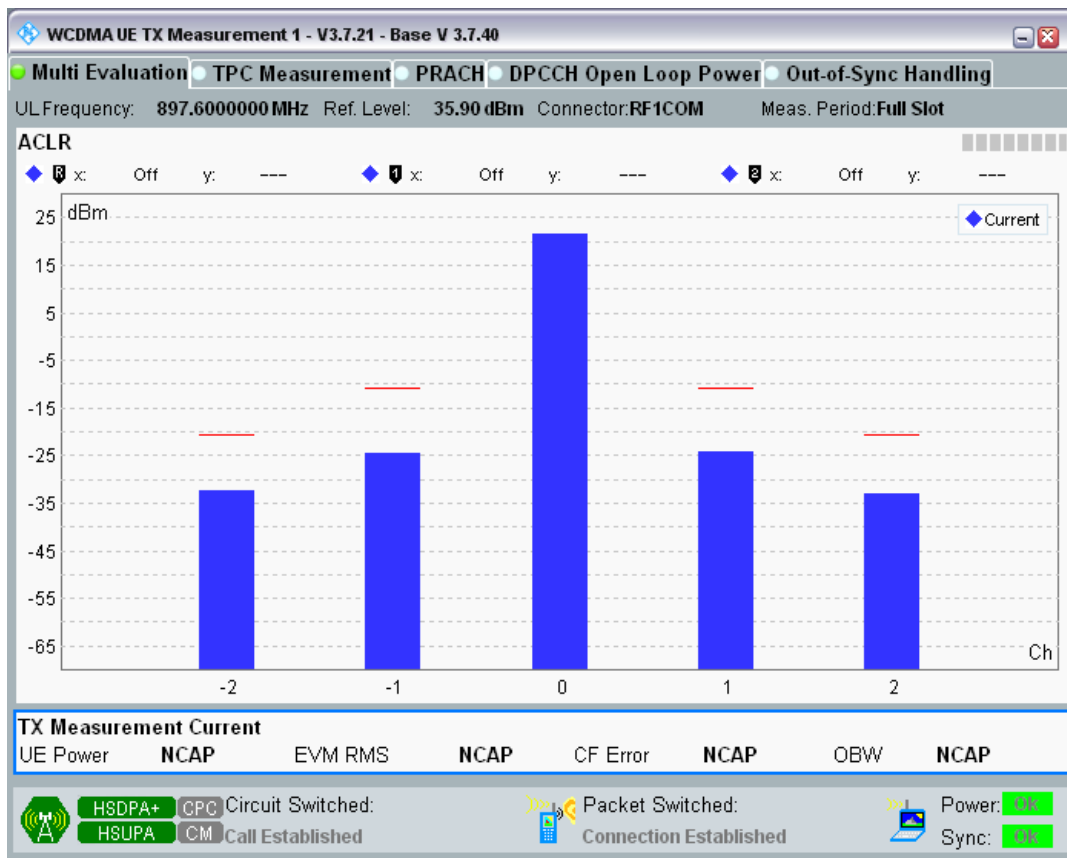 WCDMA UE TX Measurement 1 - V3.7.21 - Base V 3.7.40
Multi Evaluation TPC Measurement PRACH DPCCH Open Loop Power Out-of-Sync Handling
UL Frequency: 897.6000000 MHz Ref. Level: 35.90 dBm Connector:RF1COM Meas. Period:Full Slot
ACLR
R x: Off y: --- 1 x: Off y: --- 2 x: Off y: ---
dBm
Current
25
15
5
-5
-15
-25
-35
-45
-55
-65
Ch
-2 -1 0 1 2
TX Measurement Current
UE Power NCAP EVM RMS NCAP CF Error NCAP OBW NCAP
HSDPA+ CPC Circuit Switched: Packet Switched: Power: Ok
HSUPA CM Call Established Connection Established Sync: Ok